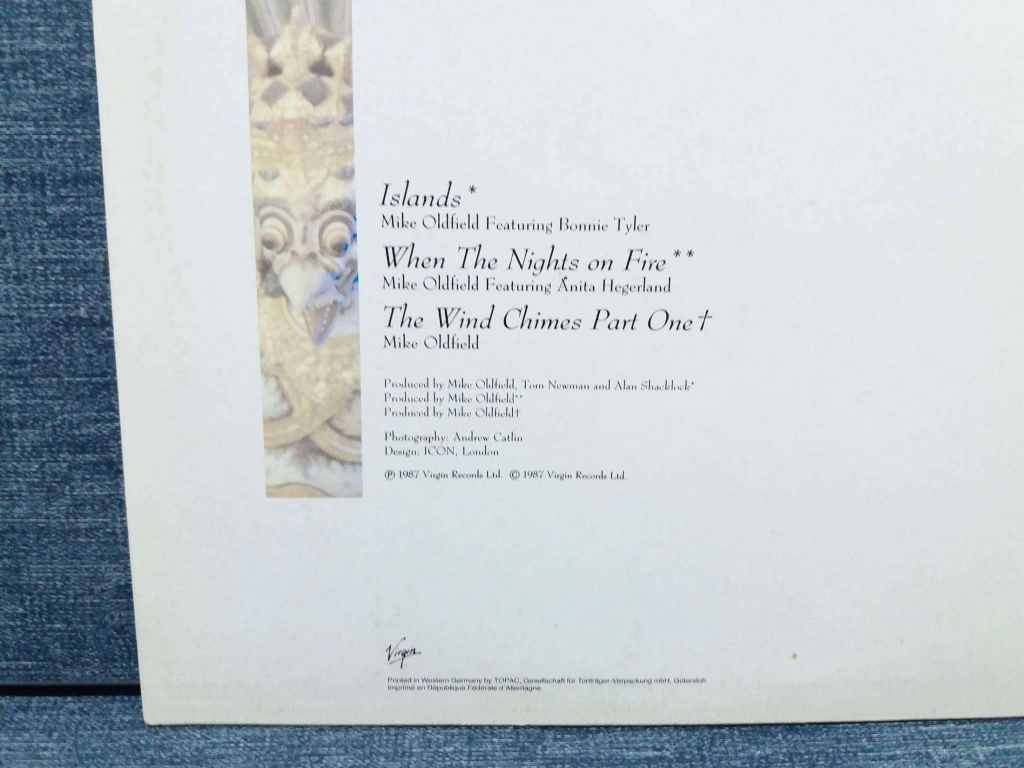 Islands*
Mike Oldfield Featuring Bonnie Tyler
When The Nights on Fire**
Mike Oldfield Featuring Anita Hegerland
The Wind Chimes Part One†
Mike Oldfield
Produced by Mike Oldfield, Tom Newman and Alan Shacklock*
Produced by Mike Oldfield**
Produced by Mike Oldfield†
Photography: Andrew Catlin
Design: ICON, London
℗ 1987 Virgin Records Ltd. © 1987 Virgin Records Ltd.
Virgin
Printed in Western Germany by TOPAC, Gesellschaft für Tonträger-Verpackung mbH, Gütersloh
Imprimé en République Fédérale d'Allemagne